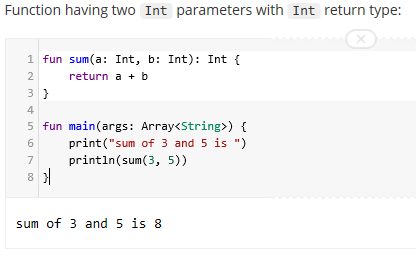 Function having two Int parameters with Int return type:
1 fun sum(a: Int, b: Int): Int {
2     return a + b
3 }
4
5 fun main(args: Array<String>) {
6     print("sum of 3 and 5 is ")
7     println(sum(3, 5))
8 }
sum of 3 and 5 is 8